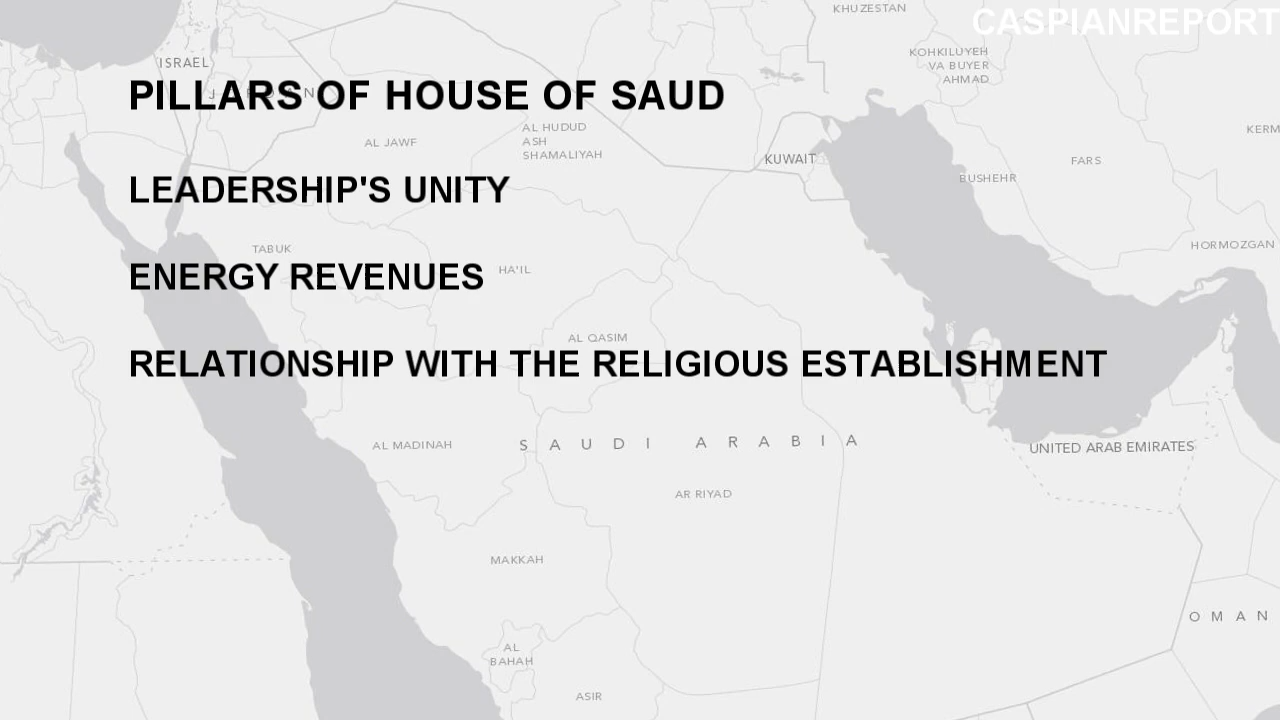 KHUZESTAN
CASPIANREPORT
ISRAEL
KOHKILUYEH
VA BUYER
AHMAD
PILLARS OF HOUSE OF SAUD
AL HUDUD
ASH
SHAMALIYAH
KERM
AL JAWF
KUWAIT
FARS
BUSHEHR
LEADERSHIP'S UNITY
TABUK
HORMOZGAN
ENERGY REVENUES
HA'IL
AL QASIM
RELATIONSHIP WITH THE RELIGIOUS ESTABLISHMENT
AL MADINAH
SAUDI ARABIA
UNITED ARAB EMIRATES
AR RIYAD
MAKKAH
OMAN
AL
BAHAH
ASIR